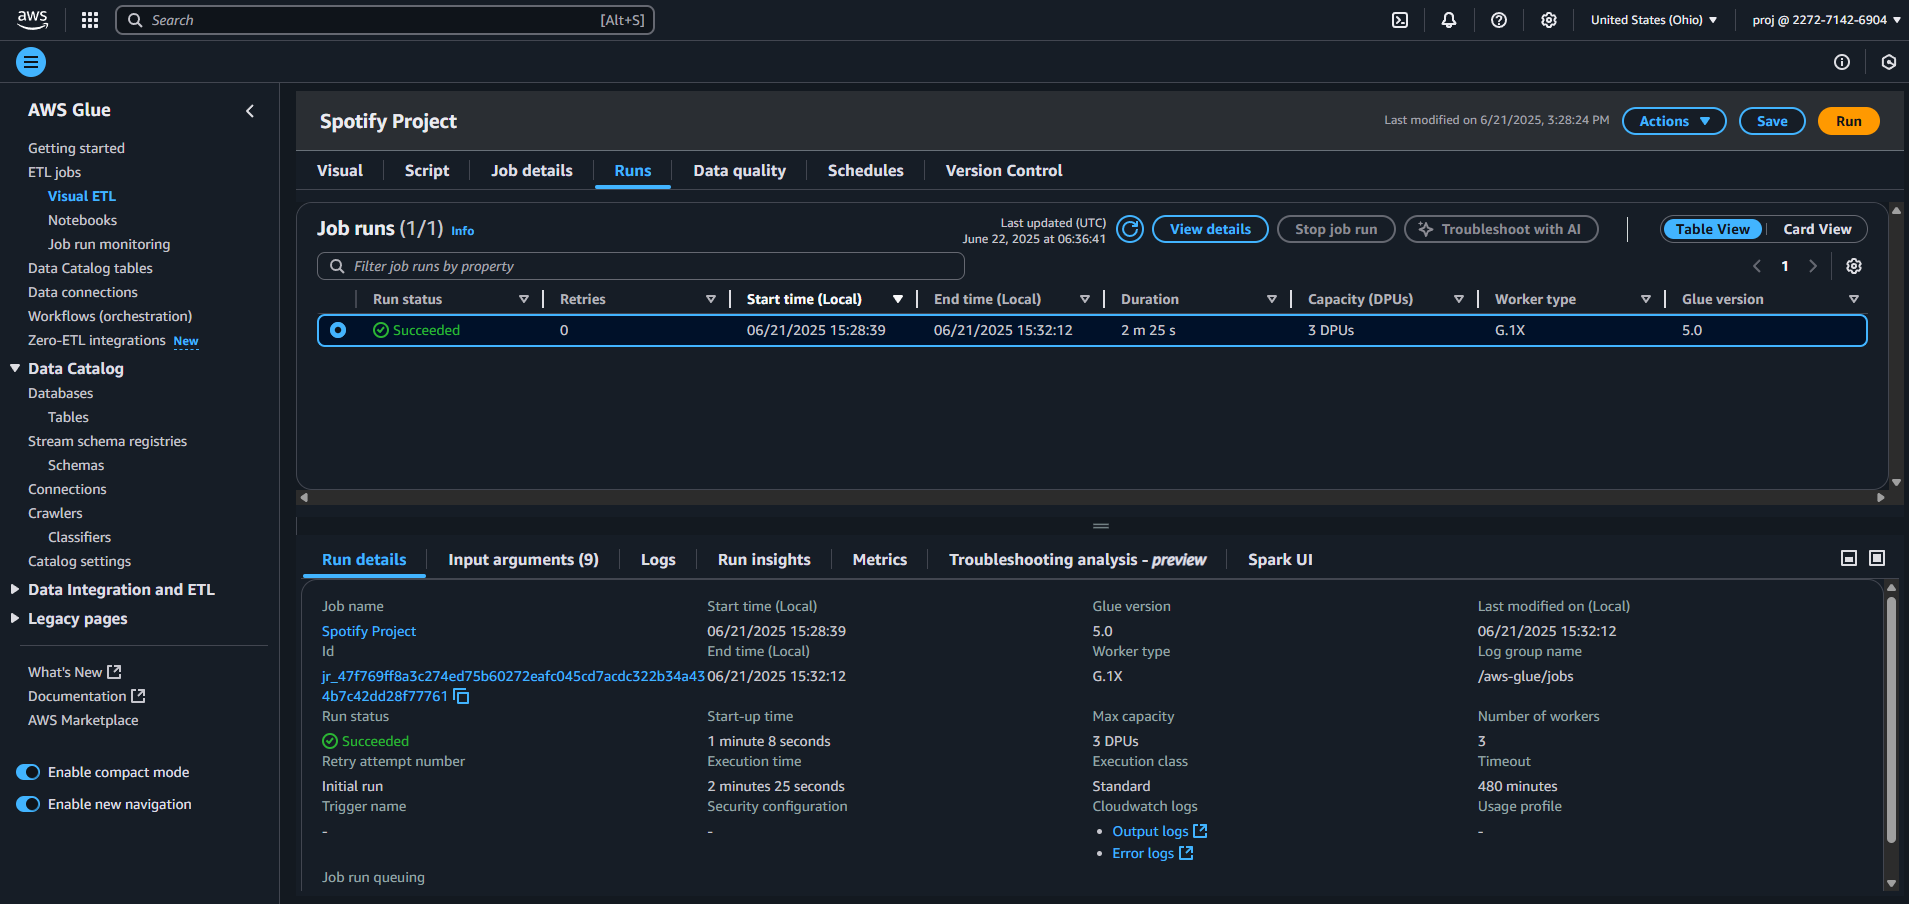 aws
Search [Alt+S]
United States (Ohio)
proj @ 2272-7142-6904
AWS Glue
Getting started
ETL jobs
Visual ETL
Notebooks
Job run monitoring
Data Catalog tables
Data connections
Workflows (orchestration)
Zero-ETL integrations New
Data Catalog
Databases
Tables
Stream schema registries
Schemas
Connections
Crawlers
Classifiers
Catalog settings
Data Integration and ETL
Legacy pages
What's New
Documentation
AWS Marketplace
Enable compact mode
Enable new navigation
Spotify Project
Last modified on 6/21/2025, 3:28:24 PM
Actions
Save
Run
Visual Script Job details Runs Data quality Schedules Version Control
Job runs (1/1) Info
Last updated (UTC)
June 22, 2025 at 06:36:41
View details
Stop job run
Troubleshoot with AI
Table View
Card View
Filter job runs by property
1
Run status Retries Start time (Local) End time (Local) Duration Capacity (DPUs) Worker type Glue version
Succeeded 0 06/21/2025 15:28:39 06/21/2025 15:32:12 2 m 25 s 3 DPUs G.1X 5.0
Run details Input arguments (9) Logs Run insights Metrics Troubleshooting analysis - preview Spark UI
Job name Start time (Local) Glue version Last modified on (Local)
Spotify Project 06/21/2025 15:28:39 5.0 06/21/2025 15:32:12
Id End time (Local) Worker type Log group name
jr_47f769ff8a3c274ed75b60272eafc045cd7acdc322b34a43 06/21/2025 15:32:12 G.1X /aws-glue/jobs
4b7c42dd28f77761
Run status Start-up time Max capacity Number of workers
Succeeded 1 minute 8 seconds 3 DPUs 3
Retry attempt number Execution time Execution class Timeout
Initial run 2 minutes 25 seconds Standard 480 minutes
Trigger name Security configuration Cloudwatch logs Usage profile
- - • Output logs -
• Error logs
Job run queuing